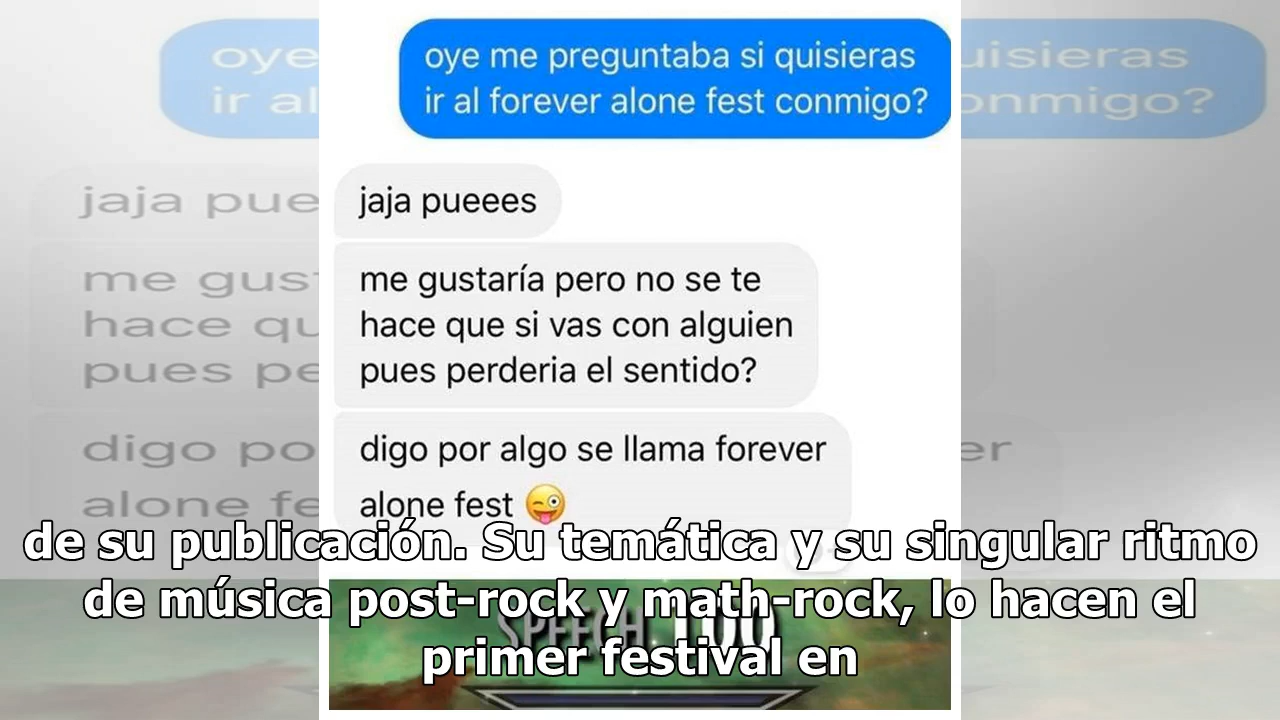 oye me preguntaba si quisieras
ir al forever alone fest conmigo?
jaja pueees
me gustaría pero no se te
hace que si vas con alguien
pues perderia el sentido?
digo por algo se llama forever
alone fest 😜
de su publicación. Su temática y su singular ritmo
de música post-rock y math-rock, lo hacen el
primer festival en
SPEECH 100